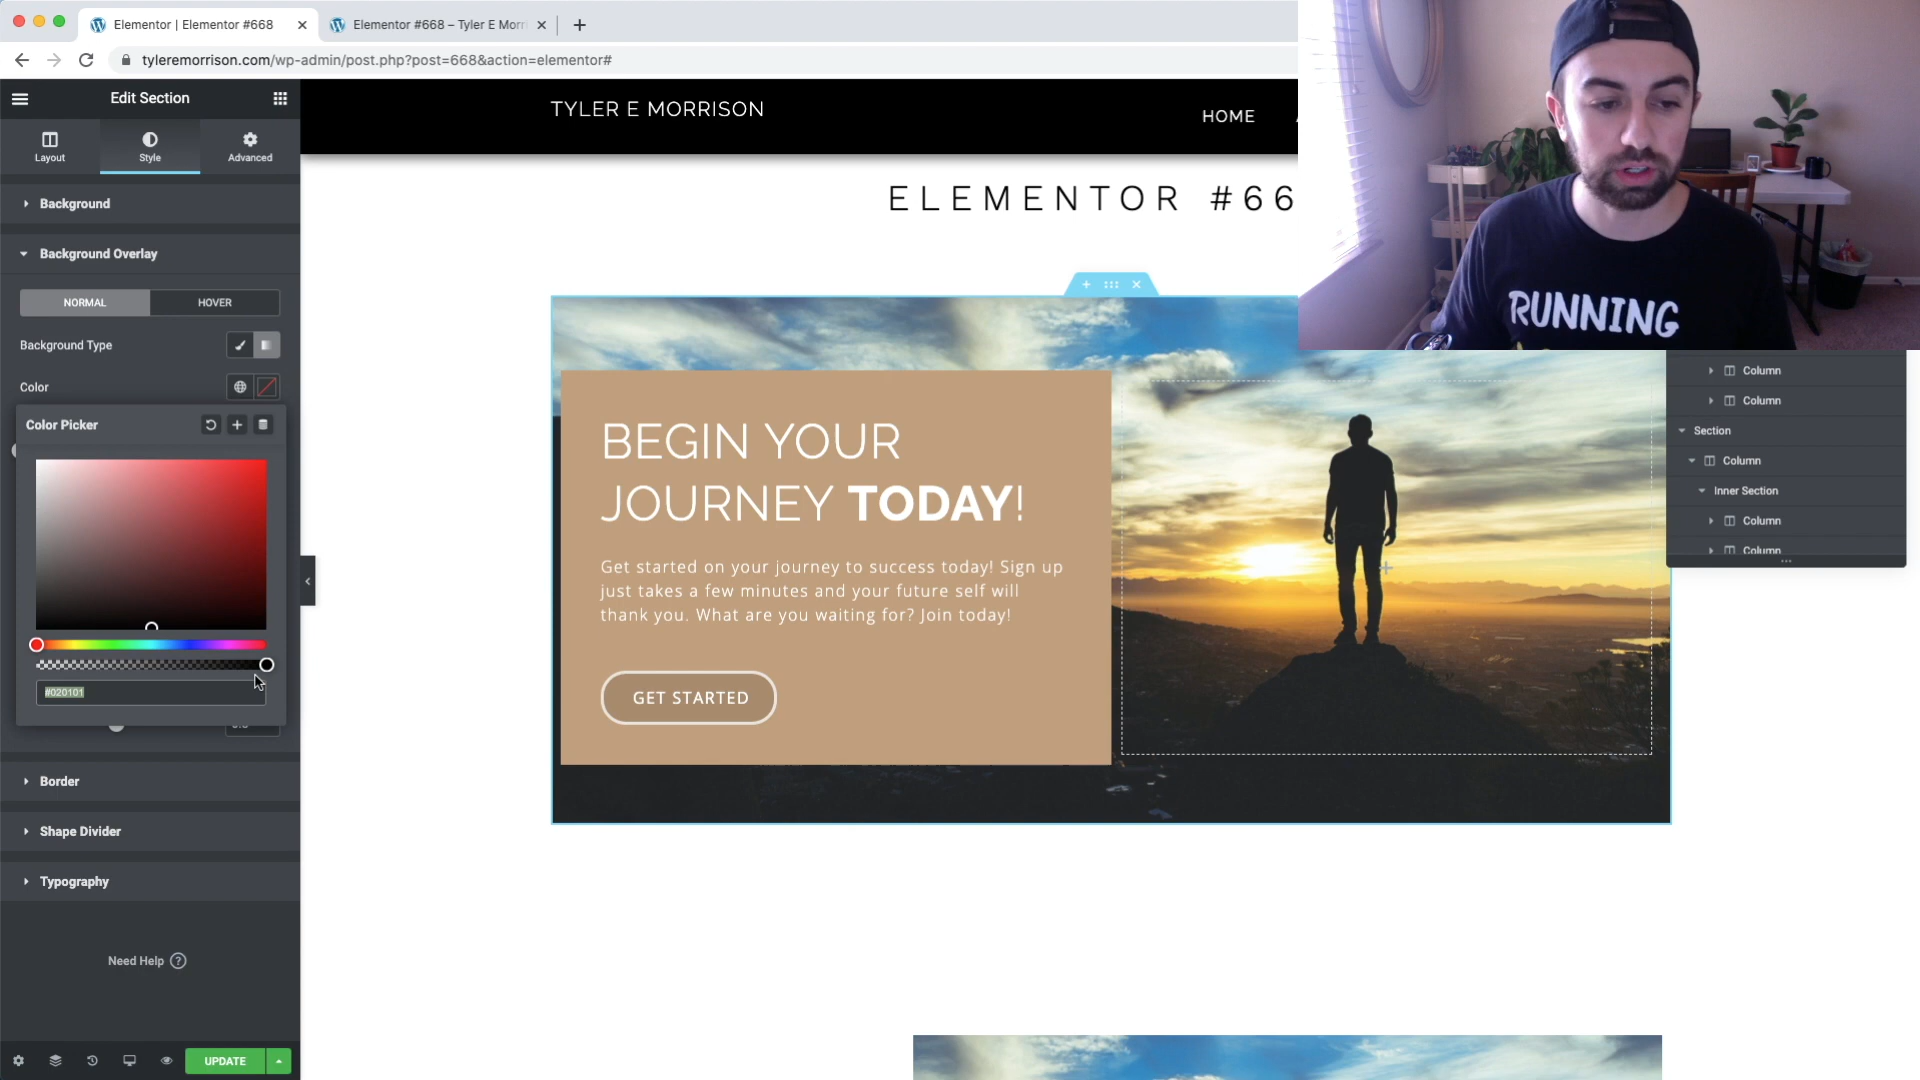 Elementor | Elementor #668
Elementor #668 – Tyler E Morri
tyleremorrison.com/wp-admin/post.php?post=668&action=elementor#
Edit Section
Layout
Style
Advanced
Background
Background Overlay
NORMAL
HOVER
Background Type
Color
Color Picker
#020101
Border
Shape Divider
Typography
Need Help ?
UPDATE
TYLER E MORRISON
HOME
ELEMENTOR #66
BEGIN YOUR
JOURNEY TODAY!
Get started on your journey to success today! Sign up
just takes a few minutes and your future self will
thank you. What are you waiting for? Join today!
GET STARTED
RUNNING
Column
Column
Section
Column
Inner Section
Column
Column